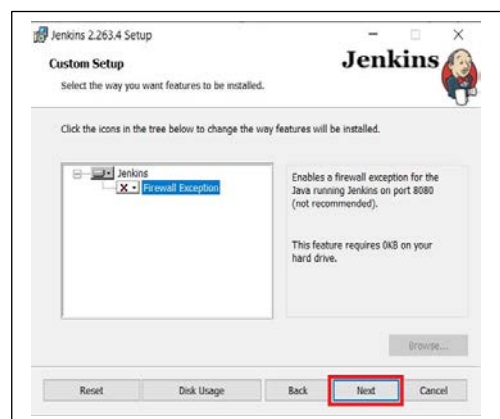 Jenkins 2.263.4 Setup
Custom Setup
Jenkins
Select the way you want features to be installed.
Click the icons in the tree below to change the way features will be installed.
Jenkins
Firewall Exception
Enables a firewall exception for the
Java running Jenkins on port 8080
(not recommended).
This feature requires 0KB on your
hard drive.
Browse...
Reset
Disk Usage
Back
Next
Cancel